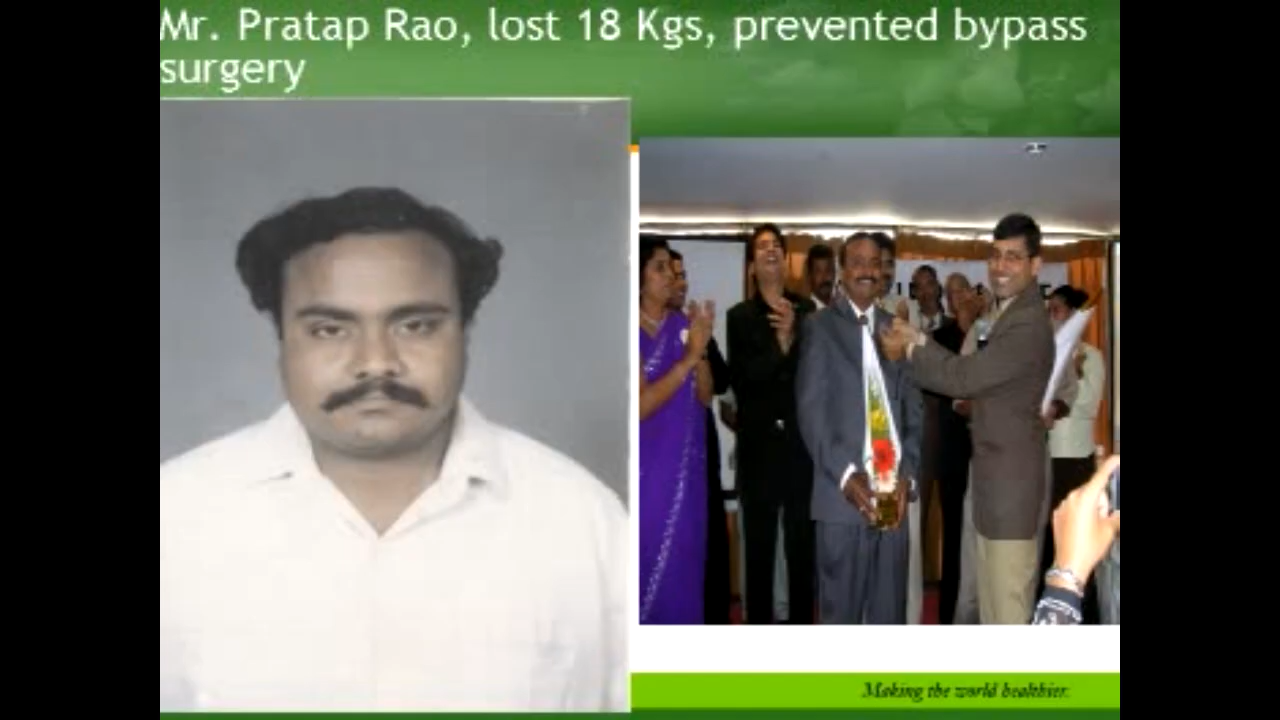 Mr. Pratap Rao, lost 18 Kgs, prevented bypass
surgery
Making the world healthier.